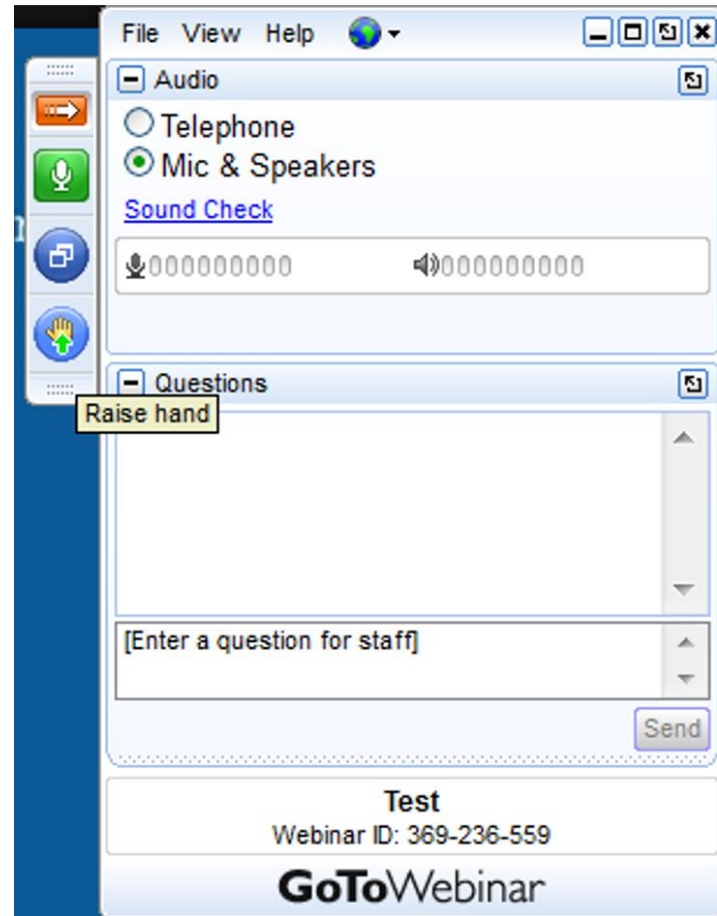 File View Help
Audio
Telephone
Mic & Speakers
Sound Check
000000000 000000000
Questions
Raise hand
[Enter a question for staff]
Send
Test
Webinar ID: 369-236-559
GoToWebinar